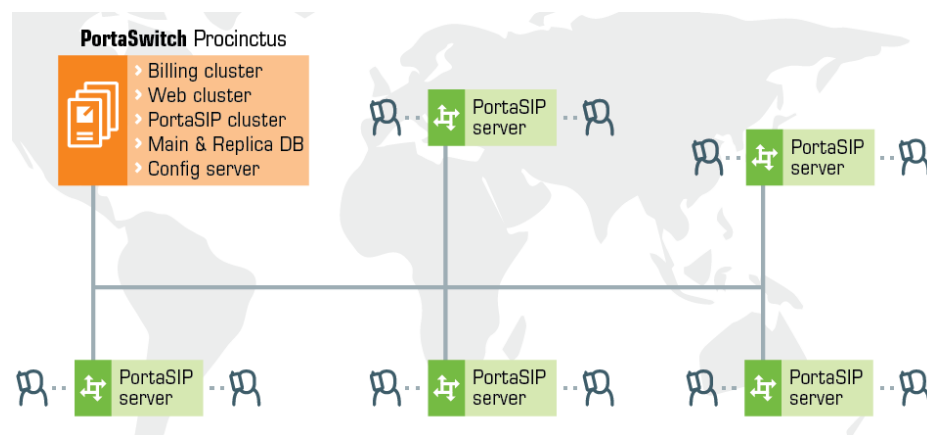 PortaSwitch Procinctus
› Billing cluster
› Web cluster
› PortaSIP cluster
› Main & Replica DB
› Config server
PortaSIP
server
PortaSIP
server
PortaSIP
server
PortaSIP
server
PortaSIP
server